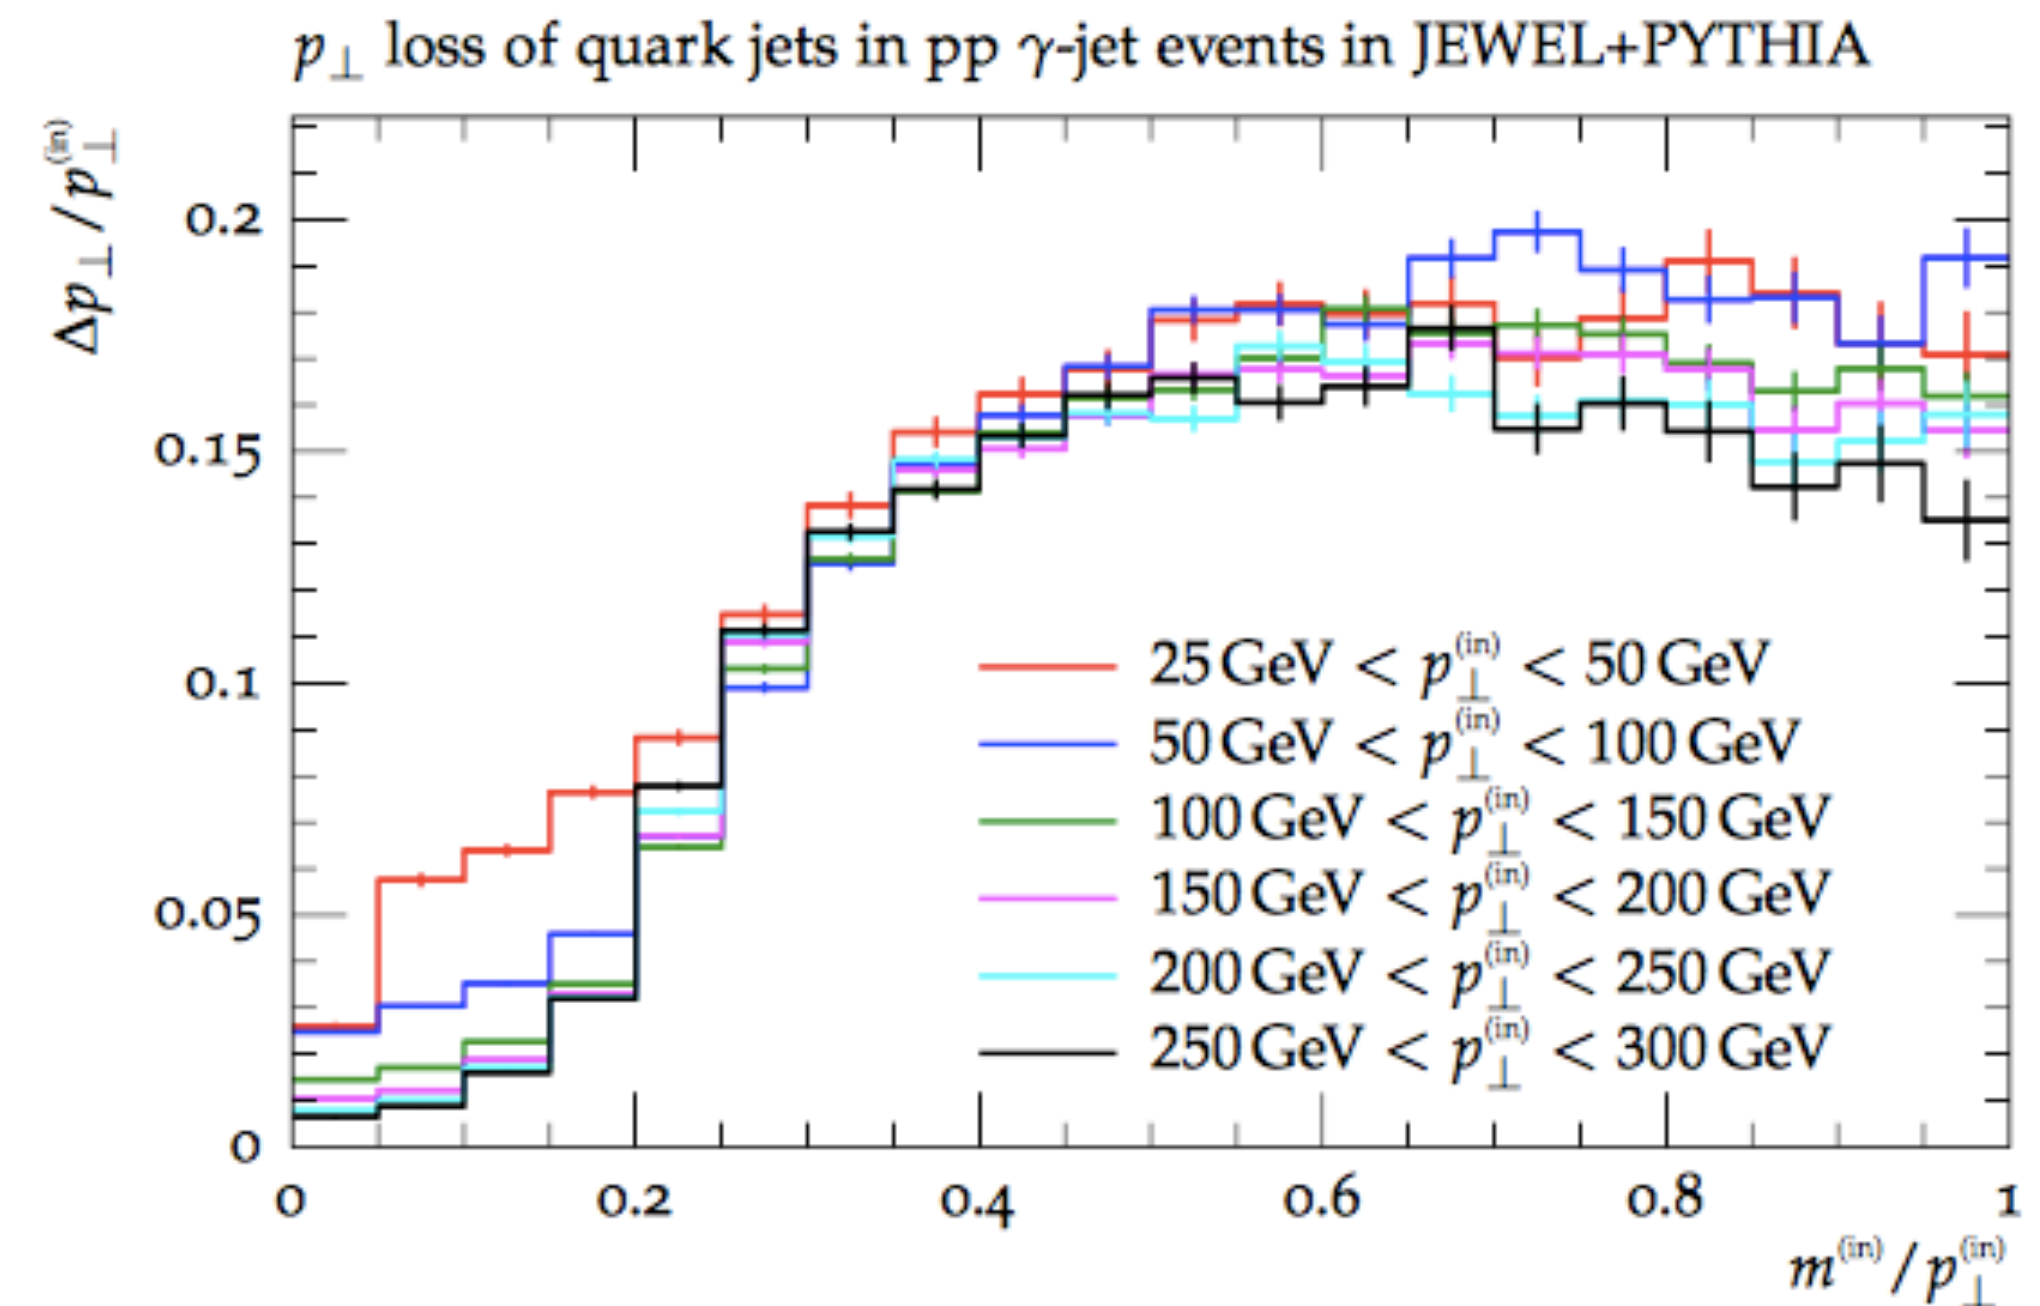 p⊥ loss of quark jets in pp γ-jet events in JEWEL+PYTHIA
Δp⊥/p⊥^(in)
0.2
0.15
0.1
0.05
0
25 GeV < p⊥^(in) < 50 GeV
50 GeV < p⊥^(in) < 100 GeV
100 GeV < p⊥^(in) < 150 GeV
150 GeV < p⊥^(in) < 200 GeV
200 GeV < p⊥^(in) < 250 GeV
250 GeV < p⊥^(in) < 300 GeV
0 0.2 0.4 0.6 0.8 1
m^(in)/p⊥^(in)